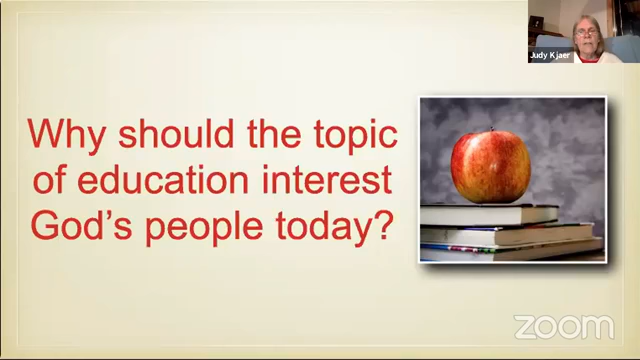 Judy Kjaer
Why should the topic
of education interest
God's people today?
zoom